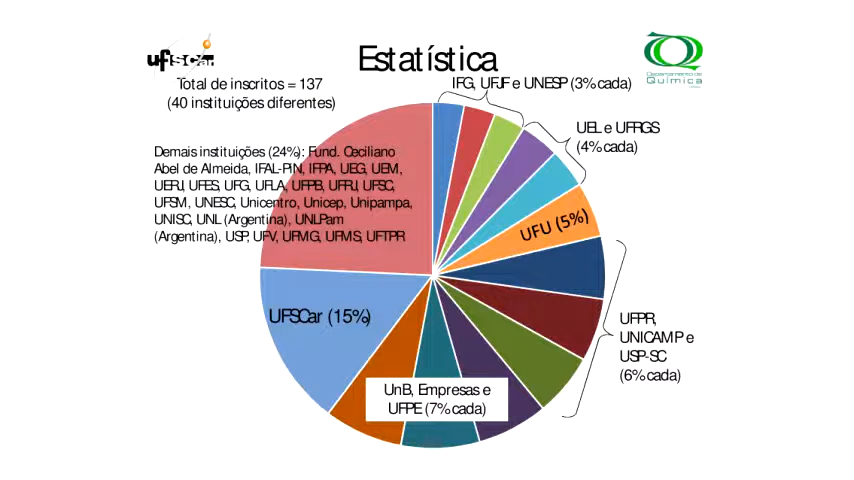 ufscar
Estatística
Departamento de
Química
Total de inscritos = 137
(40 instituições diferentes)
IFG, UFJF e UNESP (3% cada)
UEL e UFRGS
(4% cada)
Demais instituições (24%): Fund. Ceciliano
Abel de Almeida, IFAL-PIN, IFPA, UEG, UEM,
UERJ, UFES, UFG, UFLA, UFPB, UFRJ, UFSC,
UFSM, UNESC, Unicentro, Unicep, Unipampa,
UNISC, UNL (Argentina), UNLPam
(Argentina), USP, UFV, UFMG, UFMS, UFTPR
UFU (5%)
UFSCar (15%)
UFPR,
UNICAMP e
USP-SC
(6% cada)
UnB, Empresas e
UFPE (7% cada)